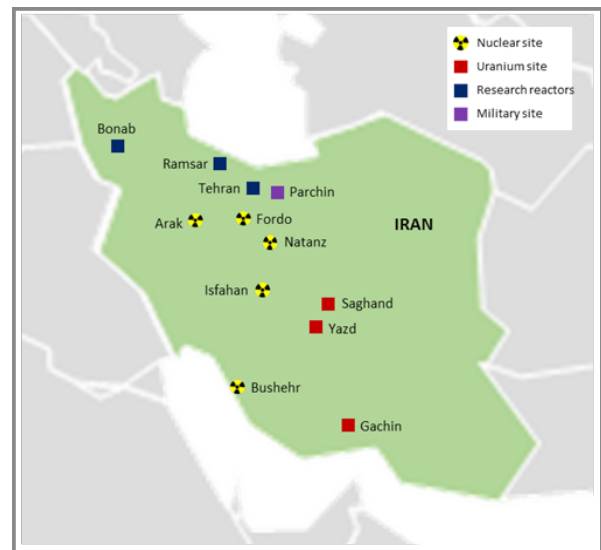 Nuclear site
Uranium site
Research reactors
Military site
Bonab
Ramsar
Tehran
Parchin
Arak
Fordo
IRAN
Natanz
Isfahan
Saghand
Yazd
Bushehr
Gachin